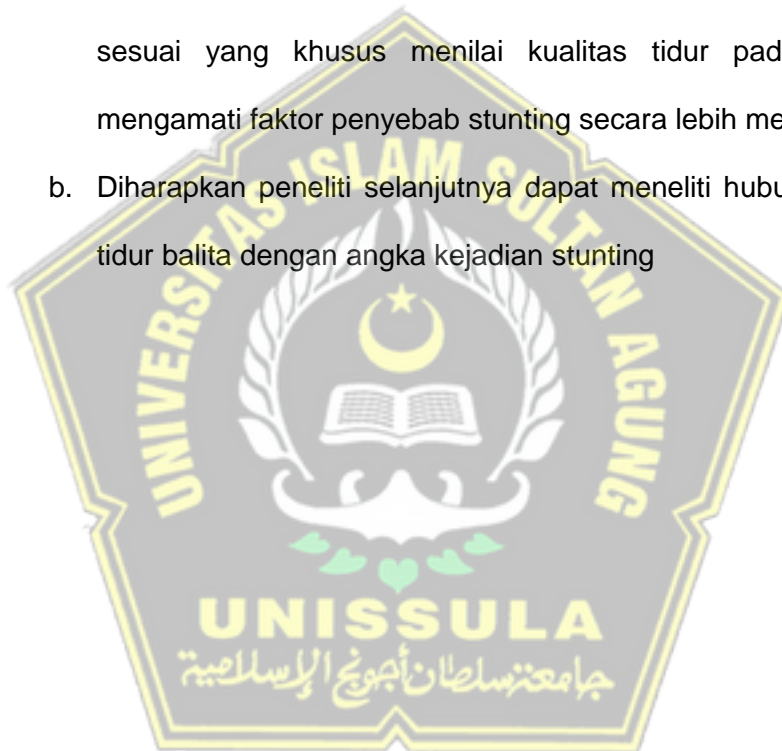 sesuai yang khusus menilai kualitas tidur pad
mengamati faktor penyebab stunting secara lebih me
b. Diharapkan peneliti selanjutnya dapat meneliti hubu
tidur balita dengan angka kejadian stunting
UNIVERSITAS ISLAM SULTAN AGUNG
UNISSULA
جامعة سلطان أجونج الإسلامية